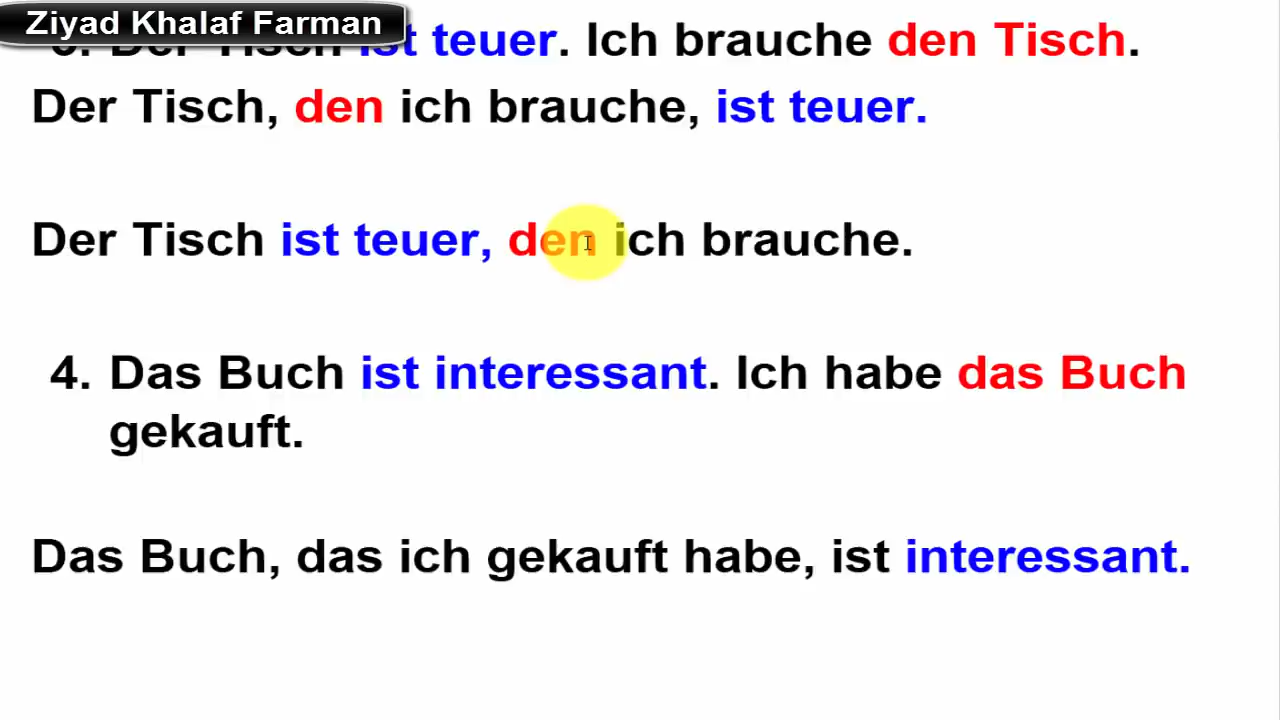 Ziyad Khalaf Farman
Der Tisch ist teuer. Ich brauche den Tisch.
Der Tisch, den ich brauche, ist teuer.
Der Tisch ist teuer, den ich brauche.
4. Das Buch ist interessant. Ich habe das Buch
gekauft.
Das Buch, das ich gekauft habe, ist interessant.